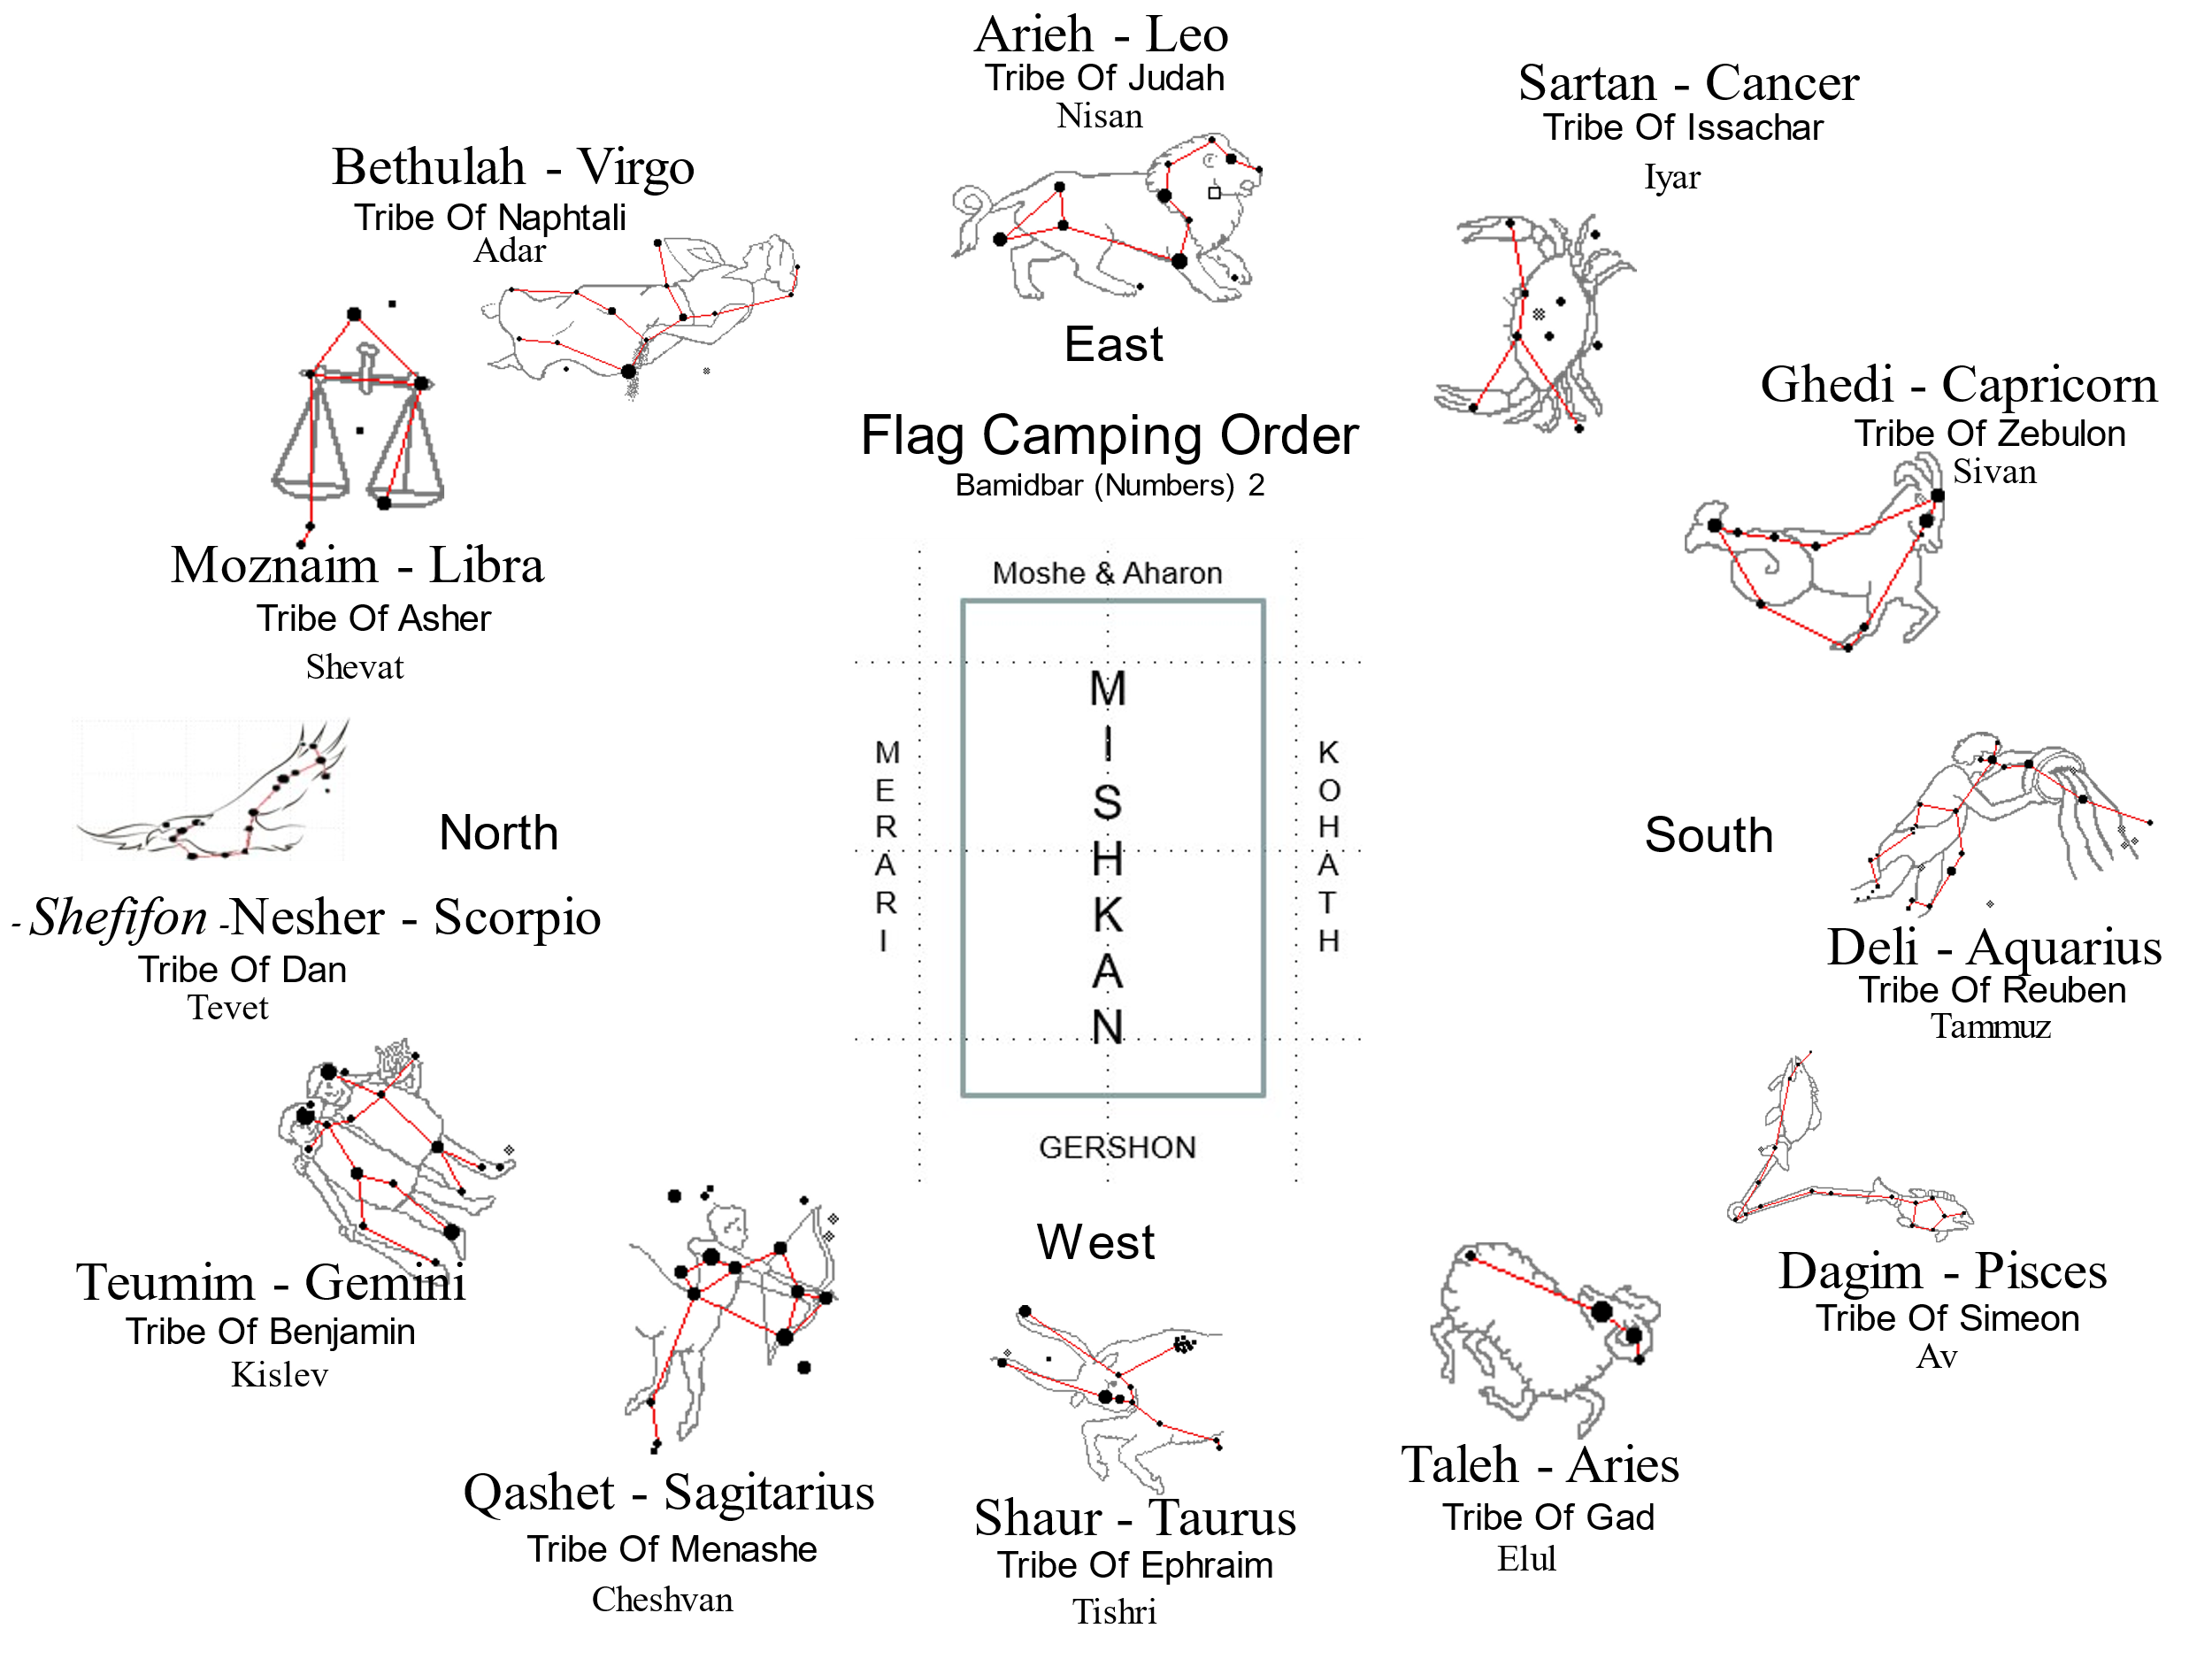 Arieh - Leo
Tribe Of Judah
Nisan
Sartan - Cancer
Tribe Of Issachar
Iyar
Bethulah - Virgo
Tribe Of Naphtali
Adar
East
Ghedi - Capricorn
Tribe Of Zebulon
Sivan
Flag Camping Order
Bamidbar (Numbers) 2
Moznaim - Libra
Tribe Of Asher
Shevat
Moshe & Aharon
MISHKAN
MERARI
KOHATH
North
South
- Shefifon -Nesher - Scorpio
Tribe Of Dan
Tevet
Deli - Aquarius
Tribe Of Reuben
Tammuz
GERSHON
West
Teumim - Gemini
Tribe Of Benjamin
Kislev
Dagim - Pisces
Tribe Of Simeon
Av
Qashet - Sagitarius
Tribe Of Menashe
Cheshvan
Shaur - Taurus
Tribe Of Ephraim
Tishri
Taleh - Aries
Tribe Of Gad
Elul